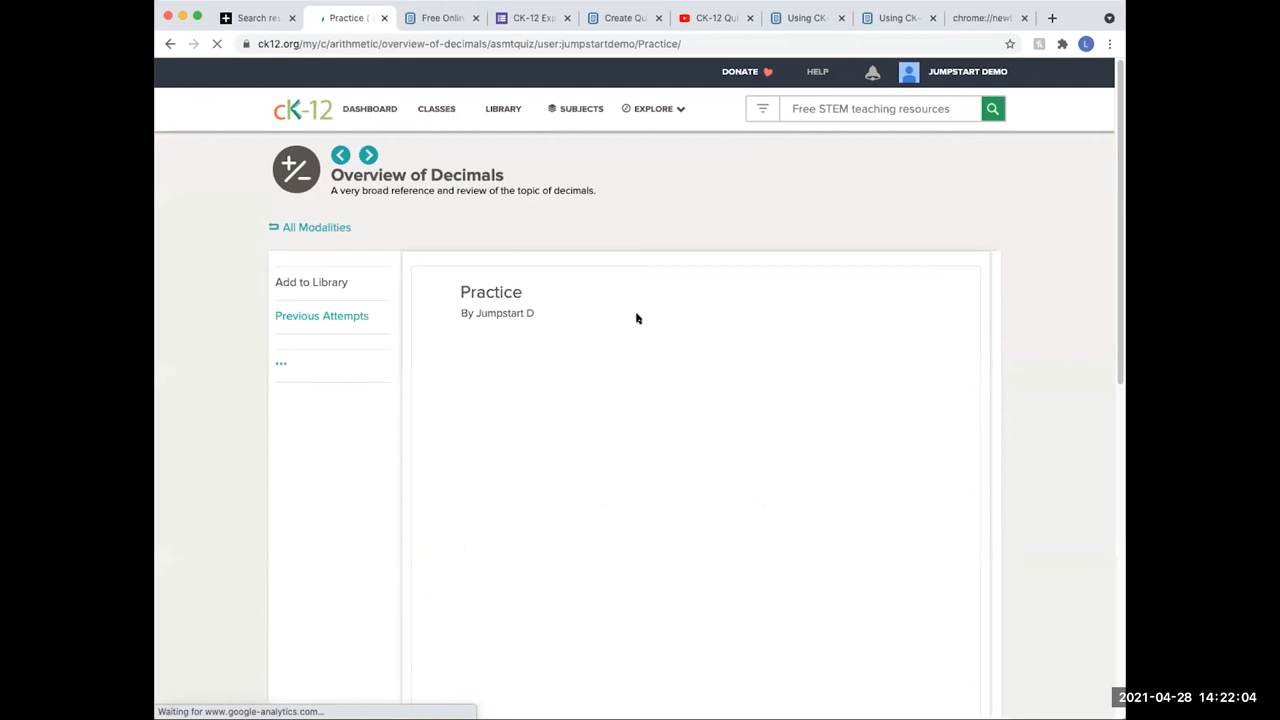 Search re
Practice (
Free Onlin
CK-12 Exp
Create Qu
CK-12 Qui
Using CK-
Using CK-
chrome://newt
ck12.org/my/c/arithmetic/overview-of-decimals/asmtquiz/user:jumpstartdemo/Practice/
L
DONATE
HELP
JUMPSTART DEMO
cK-12
DASHBOARD
CLASSES
LIBRARY
SUBJECTS
EXPLORE
Free STEM teaching resources
Overview of Decimals
A very broad reference and review of the topic of decimals.
All Modalities
Add to Library
Previous Attempts
...
Practice
By Jumpstart D
Waiting for www.google-analytics.com...
2021-04-28 14:22:04